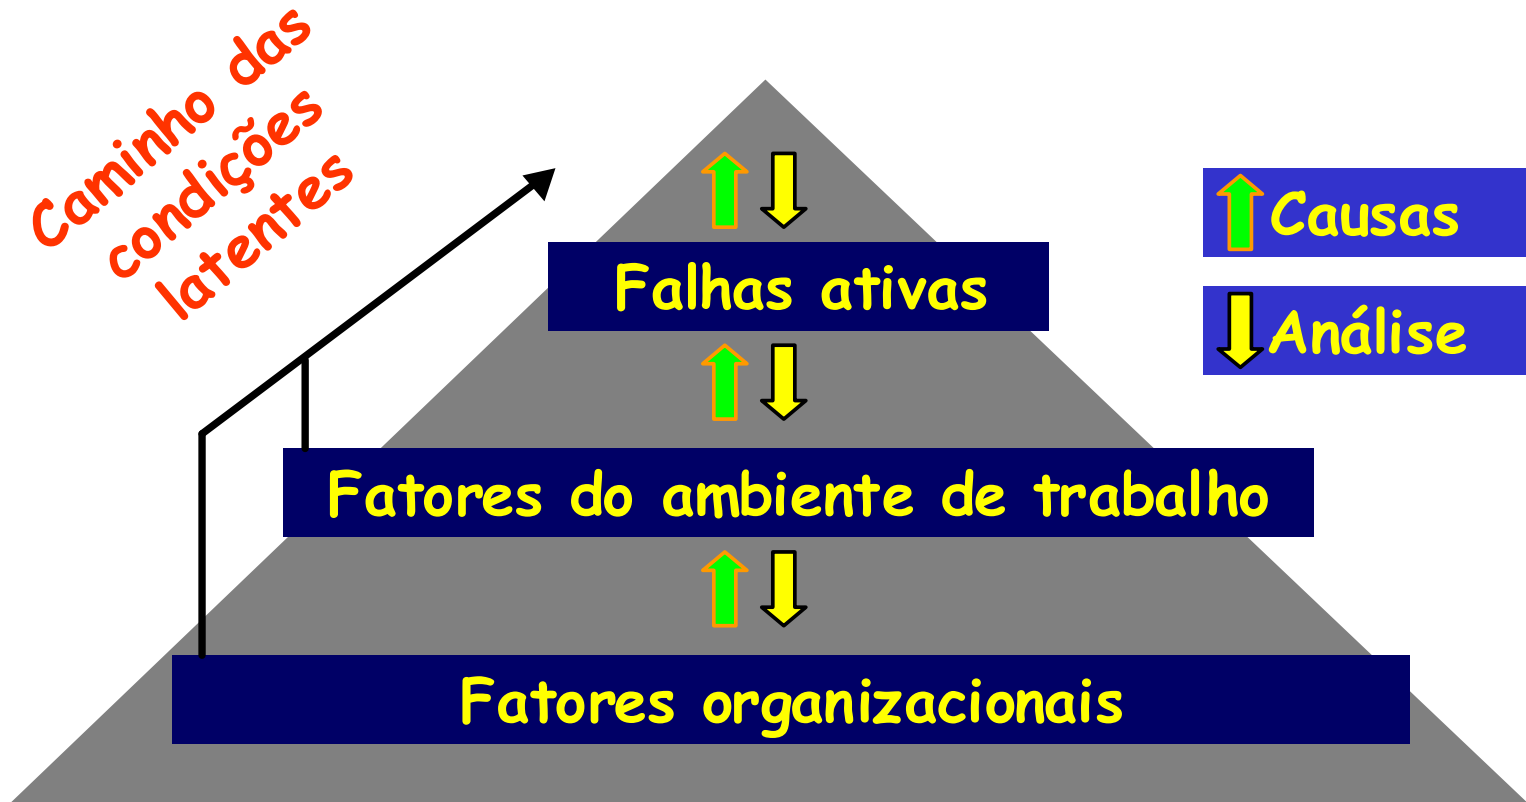 Caminho das
condições
latentes
Causas
Análise
Falhas ativas
Fatores do ambiente de trabalho
Fatores organizacionais